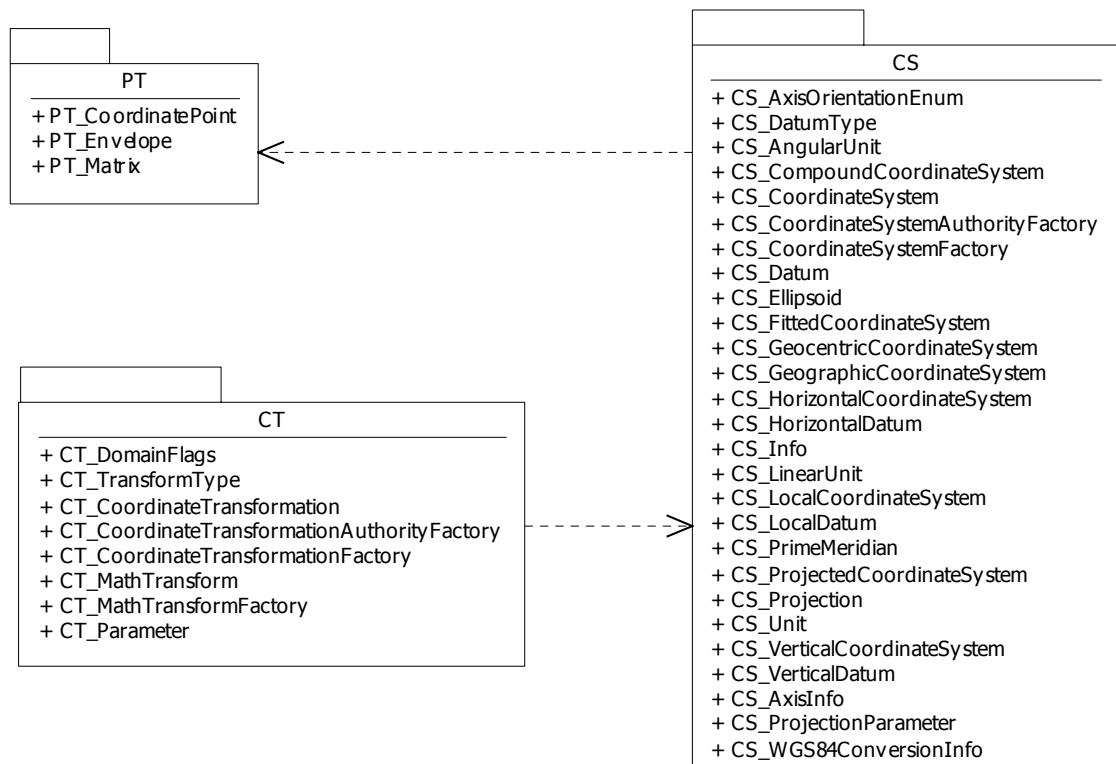 PT
+ PT_CoordinatePoint
+ PT_Envelope
+ PT_Matrix
CS
+ CS_AxisOrientationEnum
+ CS_DatumType
+ CS_AngularUnit
+ CS_CompoundCoordinateSystem
+ CS_CoordinateSystem
+ CS_CoordinateSystemAuthorityFactory
+ CS_CoordinateSystemFactory
+ CS_Datum
+ CS_Ellipsoid
+ CS_FittedCoordinateSystem
+ CS_GeocentricCoordinateSystem
+ CS_GeographicCoordinateSystem
+ CS_HorizontalCoordinateSystem
+ CS_HorizontalDatum
+ CS_Info
+ CS_LinearUnit
+ CS_LocalCoordinateSystem
+ CS_LocalDatum
+ CS_PrimeMeridian
+ CS_ProjectedCoordinateSystem
+ CS_Projection
+ CS_Unit
+ CS_VerticalCoordinateSystem
+ CS_VerticalDatum
+ CS_AxisInfo
+ CS_ProjectionParameter
+ CS_WGS84ConversionInfo
CT
+ CT_DomainFlags
+ CT_TransformType
+ CT_CoordinateTransformation
+ CT_CoordinateTransformationAuthorityFactory
+ CT_CoordinateTransformationFactory
+ CT_MathTransform
+ CT_MathTransformFactory
+ CT_Parameter